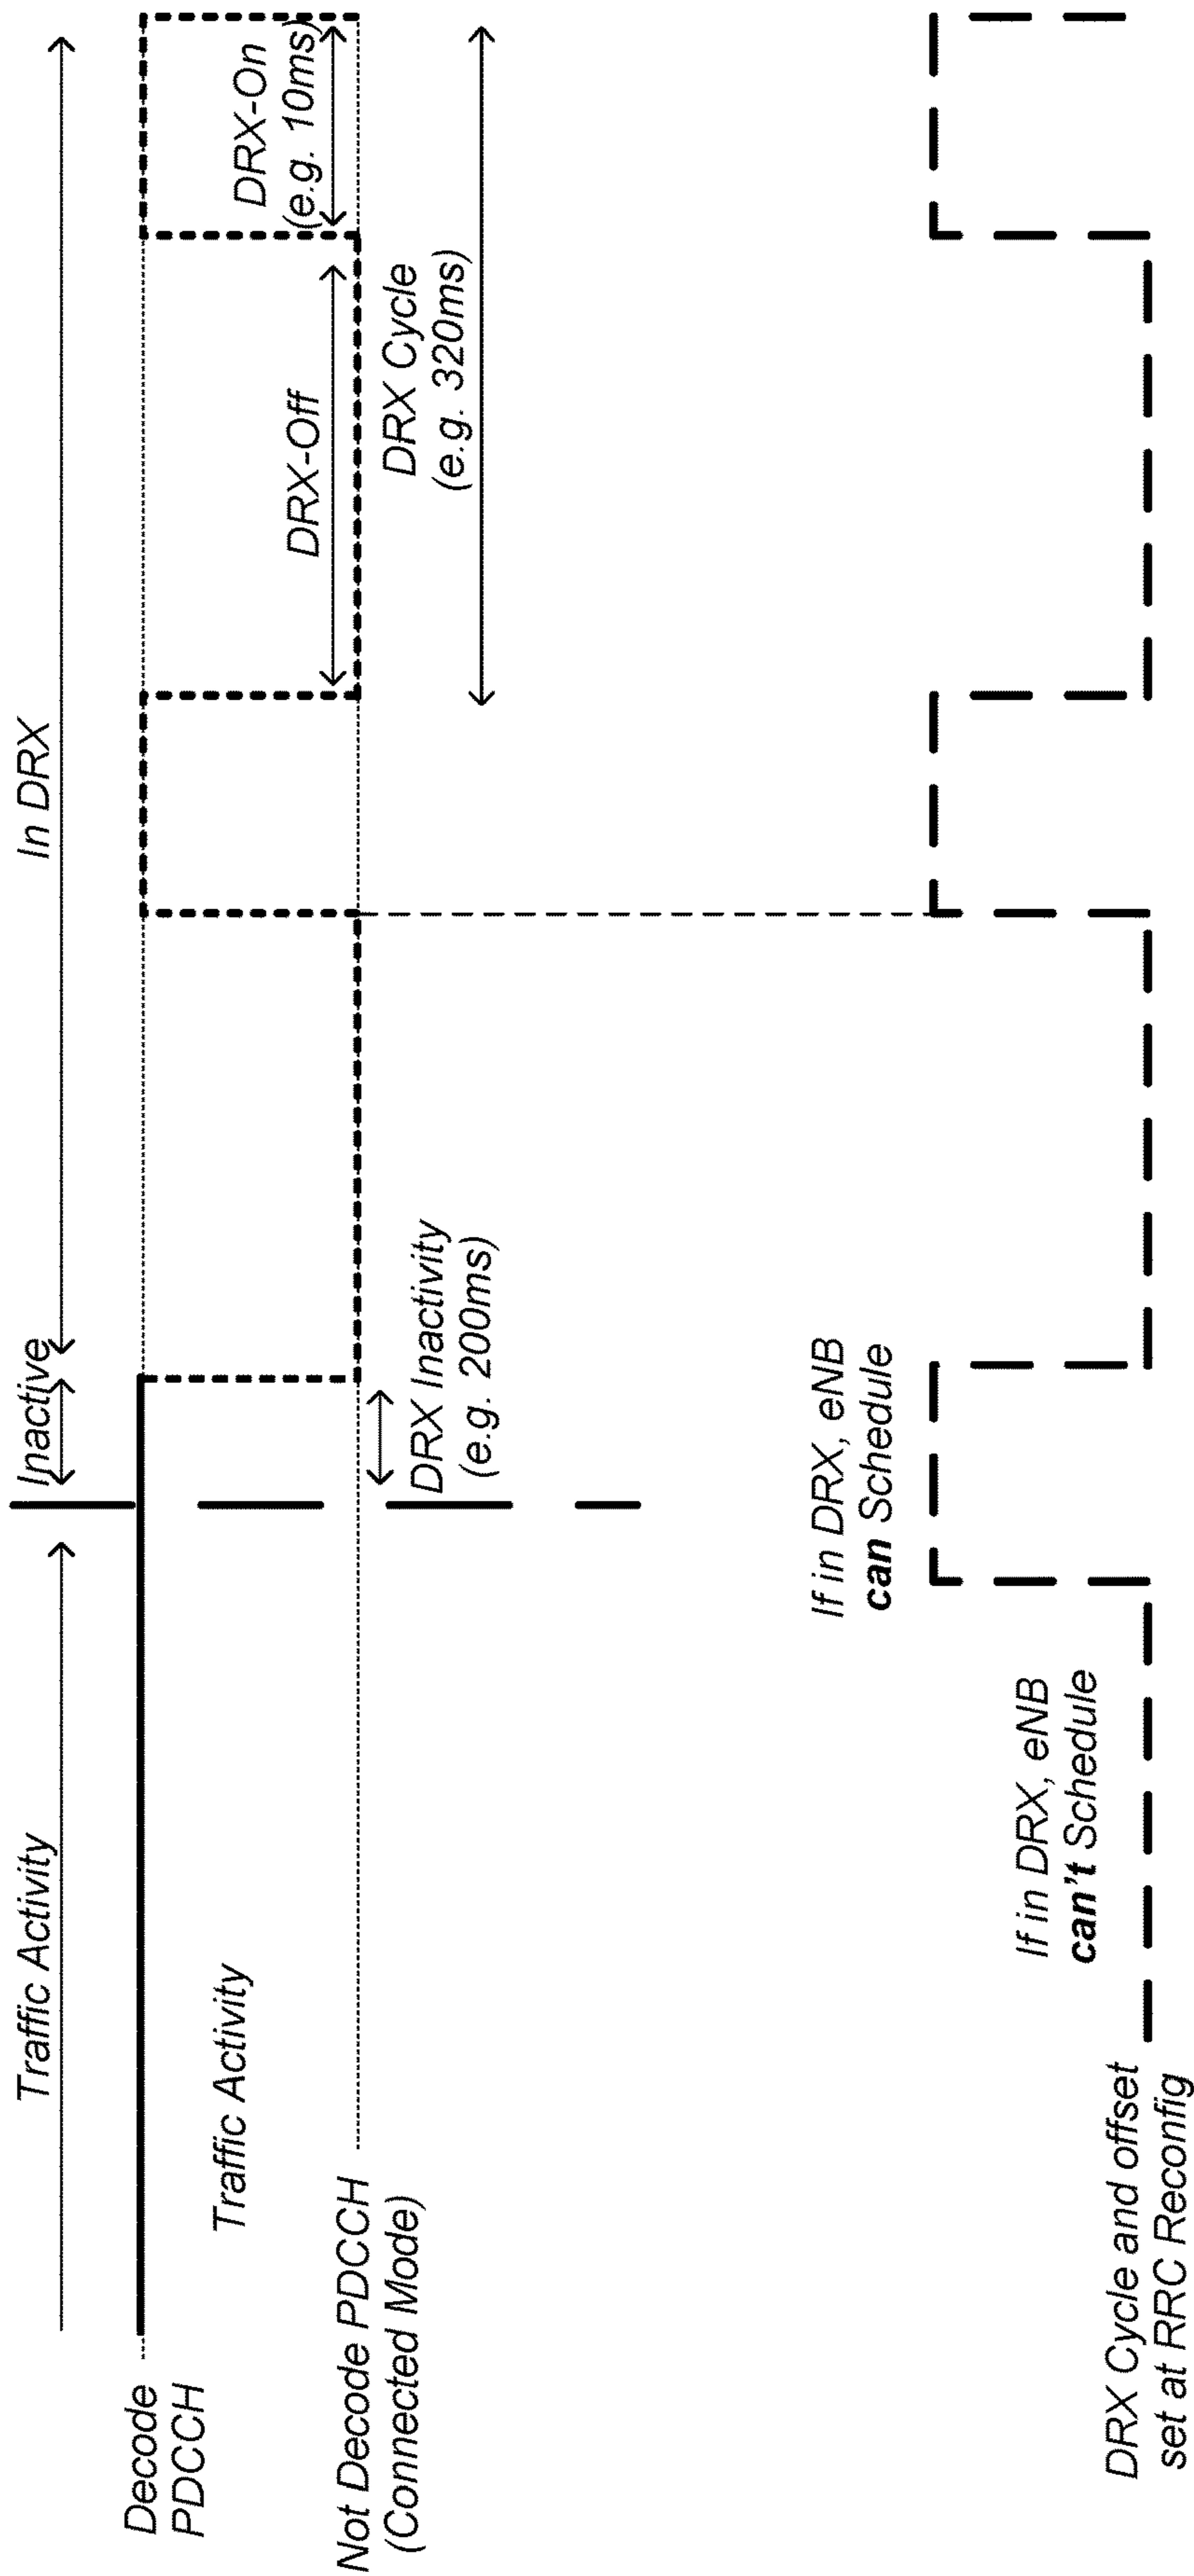 Traffic Activity
Inactive
In DRX
Decode
PDCCH
Traffic Activity
DRX-On
(e.g. 10ms)
DRX-Off
Not Decode PDCCH
(Connected Mode)
DRX Inactivity
(e.g. 200ms)
DRX Cycle
(e.g. 320ms)
If in DRX, eNB
can Schedule
If in DRX, eNB
can't Schedule
DRX Cycle and offset
set at RRC Reconfig